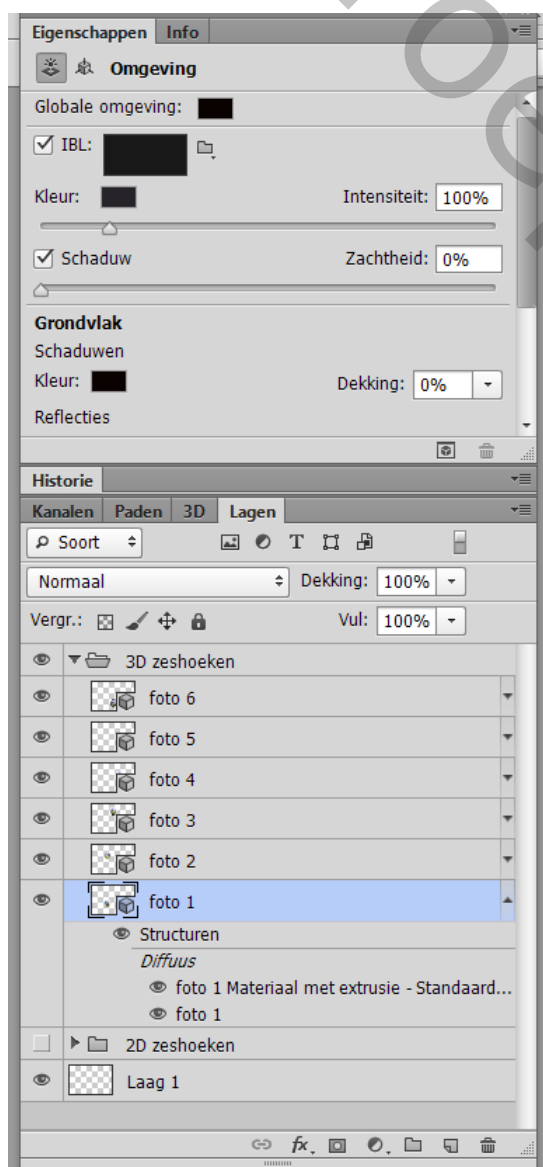 Eigenschappen Info
Omgeving
Globale omgeving:
IBL:
Kleur: Intensiteit: 100%
Schaduw Zachtheid: 0%
Grondvlak
Schaduwen
Kleur: Dekking: 0%
Reflecties
Historie
Kanalen Paden 3D Lagen
Soort T
Normaal Dekking: 100%
Vergr.: Vul: 100%
3D zeshoeken
foto 6
foto 5
foto 4
foto 3
foto 2
foto 1
Structuren
Diffuus
foto 1 Materiaal met extrusie - Standaard...
foto 1
2D zeshoeken
Laag 1
fx